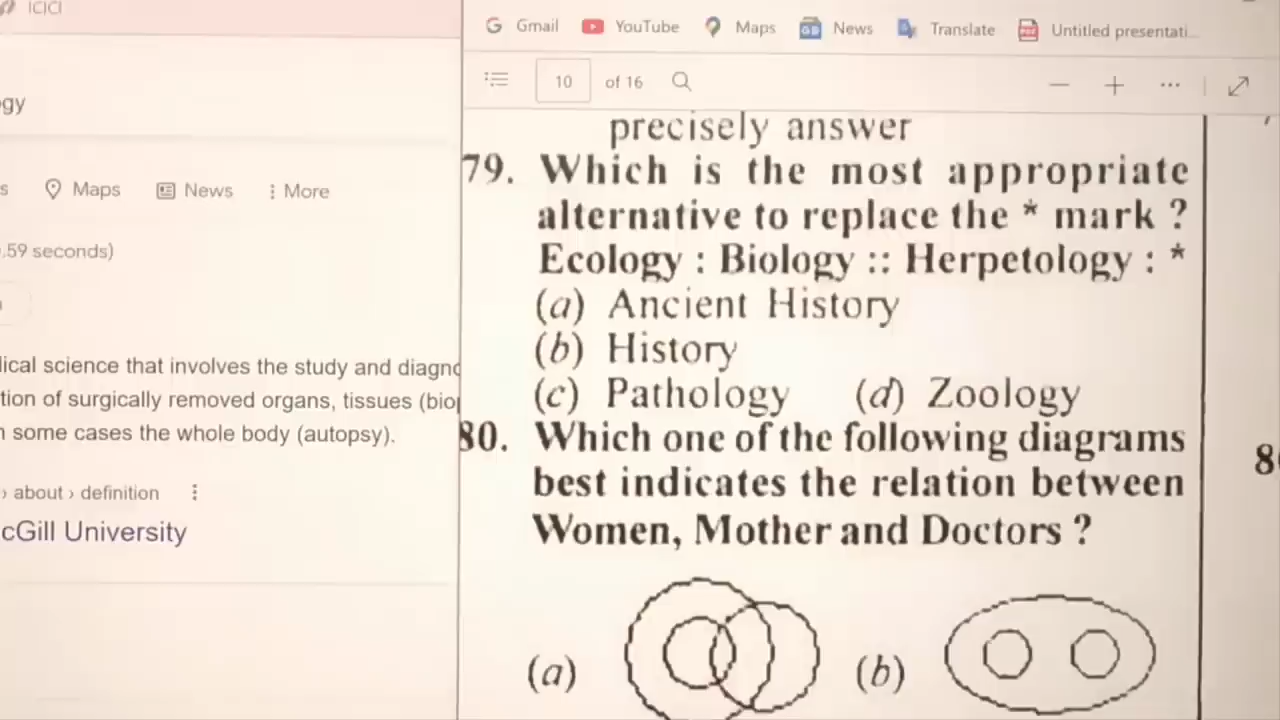 ICICI
Gmail YouTube Maps News Translate Untitled presentati...
10 of 16
gy
s Maps News More
.59 seconds)
lical science that involves the study and diagno
tion of surgically removed organs, tissues (biop
n some cases the whole body (autopsy).
› about › definition
cGill University
precisely answer
79. Which is the most appropriate
alternative to replace the * mark ?
Ecology : Biology :: Herpetology : *
(a) Ancient History
(b) History
(c) Pathology (d) Zoology
80. Which one of the following diagrams
best indicates the relation between
Women, Mother and Doctors ?
(a) (b)
8